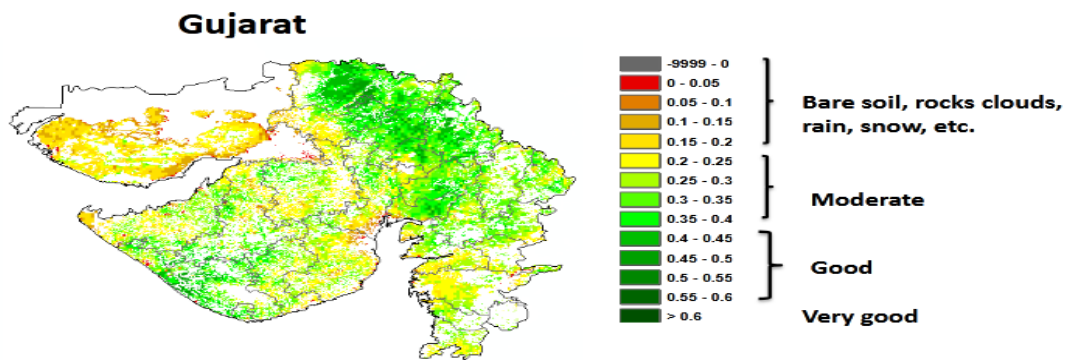 Gujarat
-9999 - 0
0 - 0.05
0.05 - 0.1
0.1 - 0.15
0.15 - 0.2
0.2 - 0.25
0.25 - 0.3
0.3 - 0.35
0.35 - 0.4
0.4 - 0.45
0.45 - 0.5
0.5 - 0.55
0.55 - 0.6
> 0.6
Bare soil, rocks clouds,
rain, snow, etc.
Moderate
Good
Very good